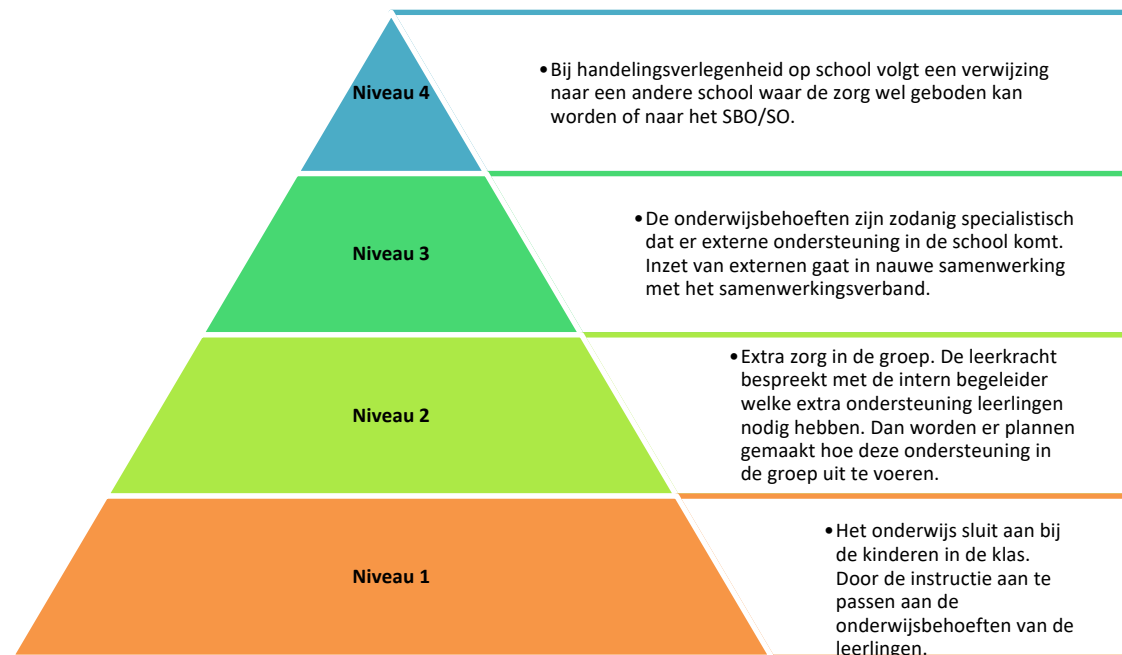 Niveau 4
•Bij handelingsverlegenheid op school volgt een verwijzing
naar een andere school waar de zorg wel geboden kan
worden of naar het SBO/SO.
Niveau 3
•De onderwijsbehoeften zijn zodanig specialistisch
dat er externe ondersteuning in de school komt.
Inzet van externen gaat in nauwe samenwerking
met het samenwerkingsverband.
Niveau 2
•Extra zorg in de groep. De leerkracht
bespreekt met de intern begeleider
welke extra ondersteuning leerlingen
nodig hebben. Dan worden er plannen
gemaakt hoe deze ondersteuning in
de groep uit te voeren.
Niveau 1
•Het onderwijs sluit aan bij
de kinderen in de klas.
Door de instructie aan te
passen aan de
onderwijsbehoeften van de
leerlingen.